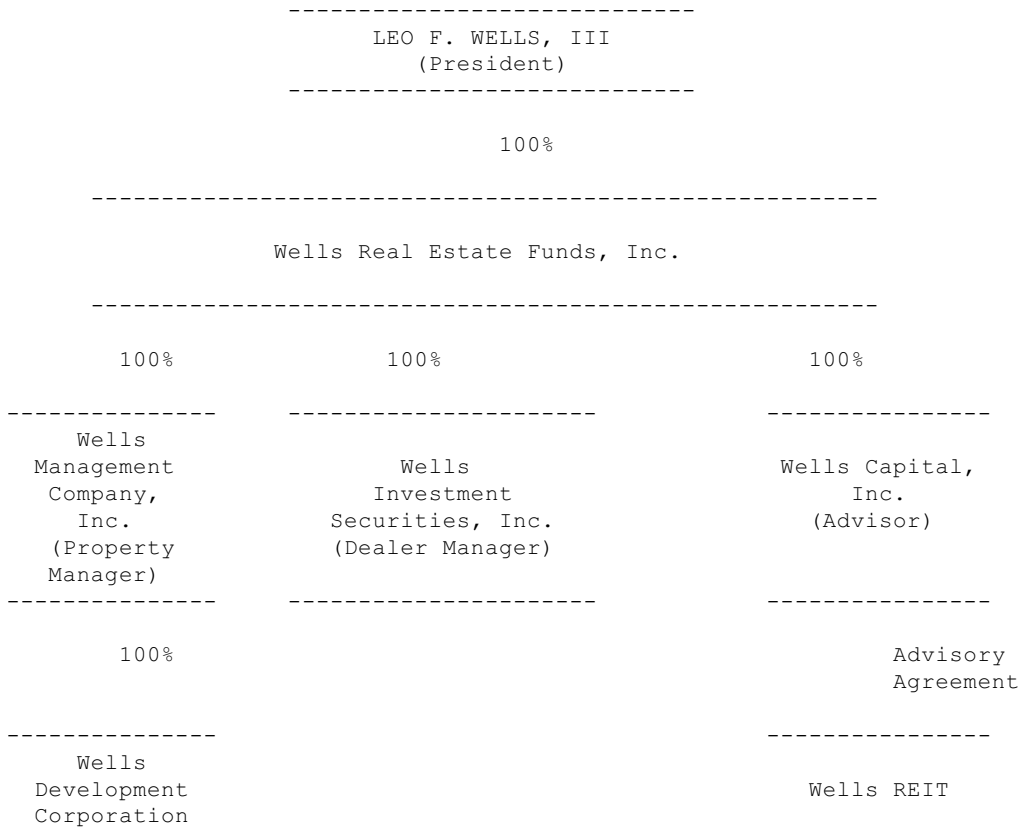 -----------------------------
LEO F. WELLS, III
(President)
-----------------------------
100%
--------------------------------------------------------
Wells Real Estate Funds, Inc.
--------------------------------------------------------
100% 100% 100%
--------------- ---------------------- ----------------
Wells
Management Wells Wells Capital,
Company, Investment Inc.
Inc. Securities, Inc. (Advisor)
(Property (Dealer Manager)
Manager)
--------------- ---------------------- ----------------
100% Advisory
Agreement
--------------- ----------------
Wells
Development Wells REIT
Corporation